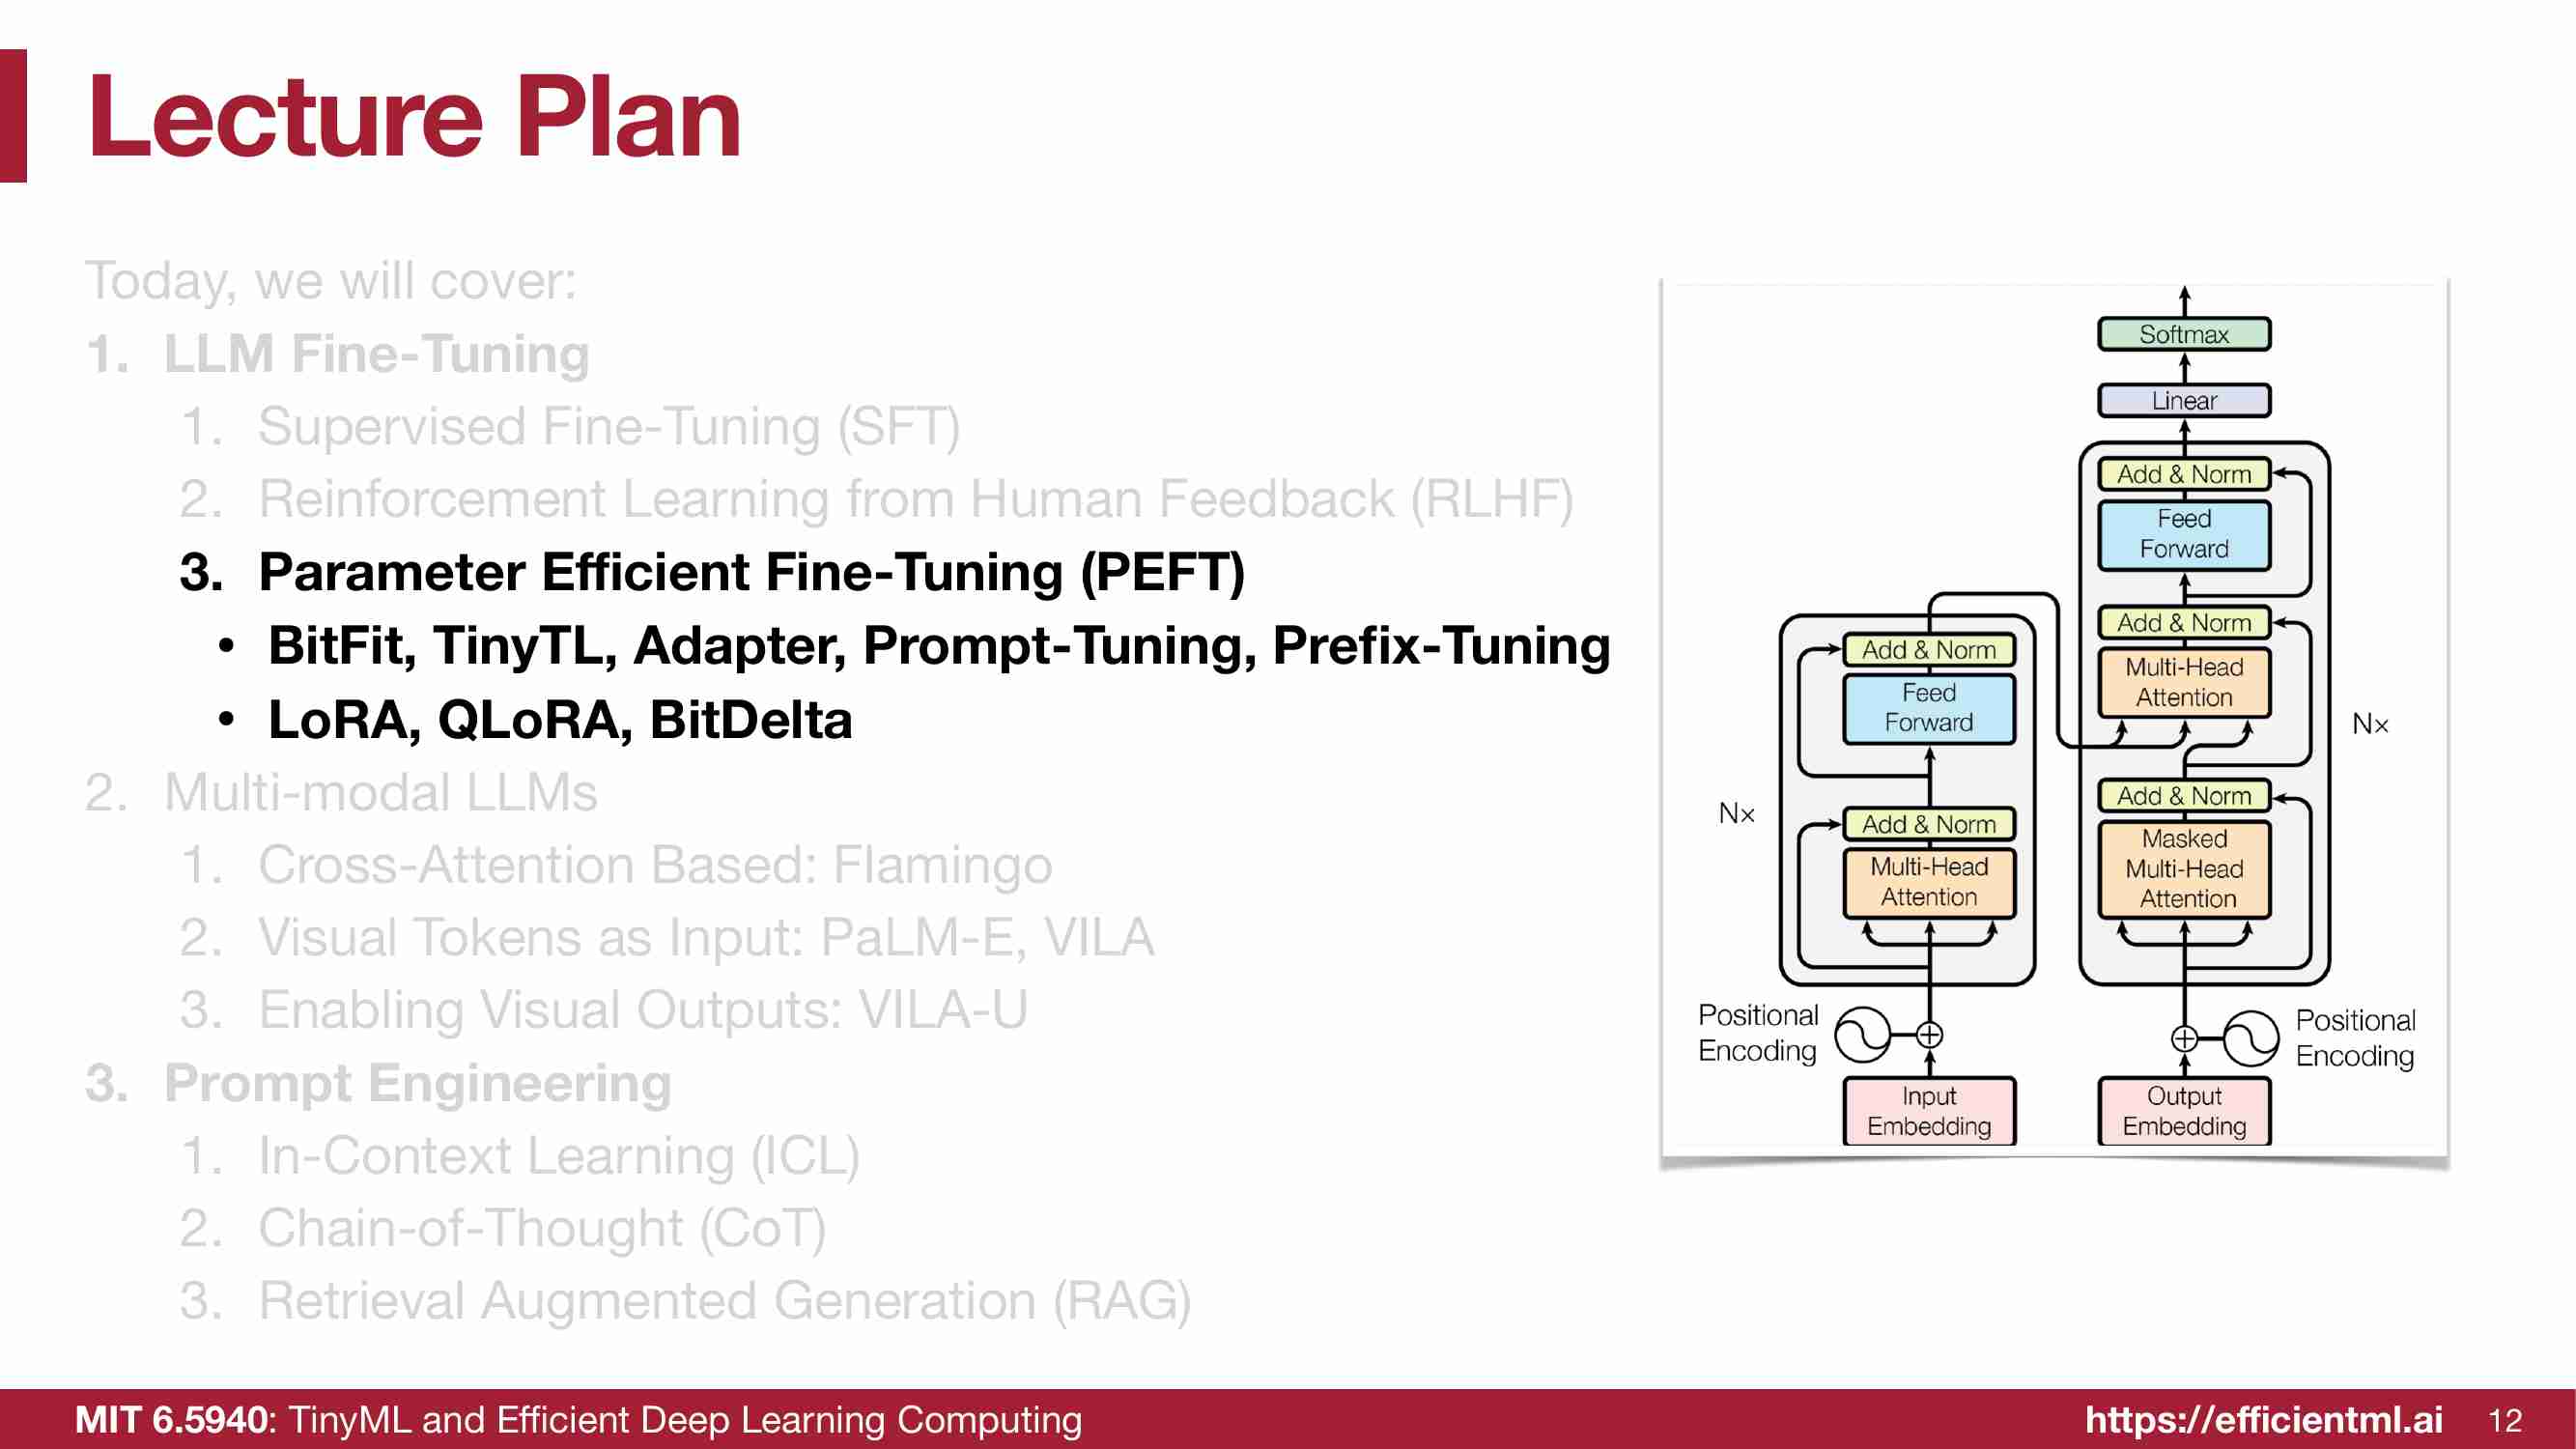 Lecture Plan
Today, we will cover:
1. LLM Fine-Tuning
1. Supervised Fine-Tuning (SFT)
2. Reinforcement Learning from Human Feedback (RLHF)
3. Parameter Efficient Fine-Tuning (PEFT)
• BitFit, TinyTL, Adapter, Prompt-Tuning, Prefix-Tuning
• LoRA, QLoRA, BitDelta
2. Multi-modal LLMs
1. Cross-Attention Based: Flamingo
2. Visual Tokens as Input: PaLM-E, VILA
3. Enabling Visual Outputs: VILA-U
3. Prompt Engineering
1. In-Context Learning (ICL)
2. Chain-of-Thought (CoT)
3. Retrieval Augmented Generation (RAG)
Softmax
Linear
Add & Norm
Feed
Forward
Add & Norm
Multi-Head
Attention
Nx
Add & Norm
Masked
Multi-Head
Attention
Add & Norm
Feed
Forward
Nx
Add & Norm
Multi-Head
Attention
Positional
Encoding
Positional
Encoding
Input
Embedding
Output
Embedding
MIT 6.5940: TinyML and Efficient Deep Learning Computing
https://efficientml.ai
12